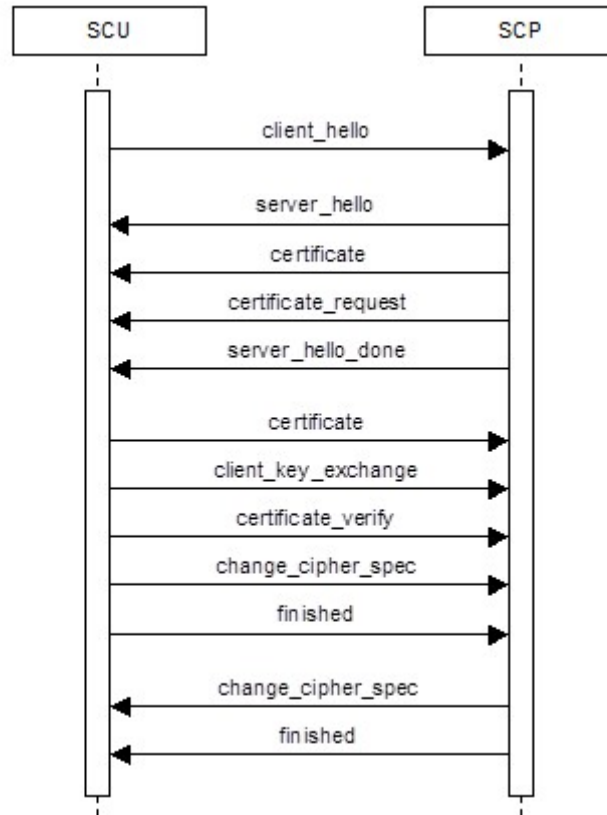 SCU
SCP
client_hello
server_hello
certificate
certificate_request
server_hello_done
certificate
client_key_exchange
certificate_verify
change_cipher_spec
finished
change_cipher_spec
finished